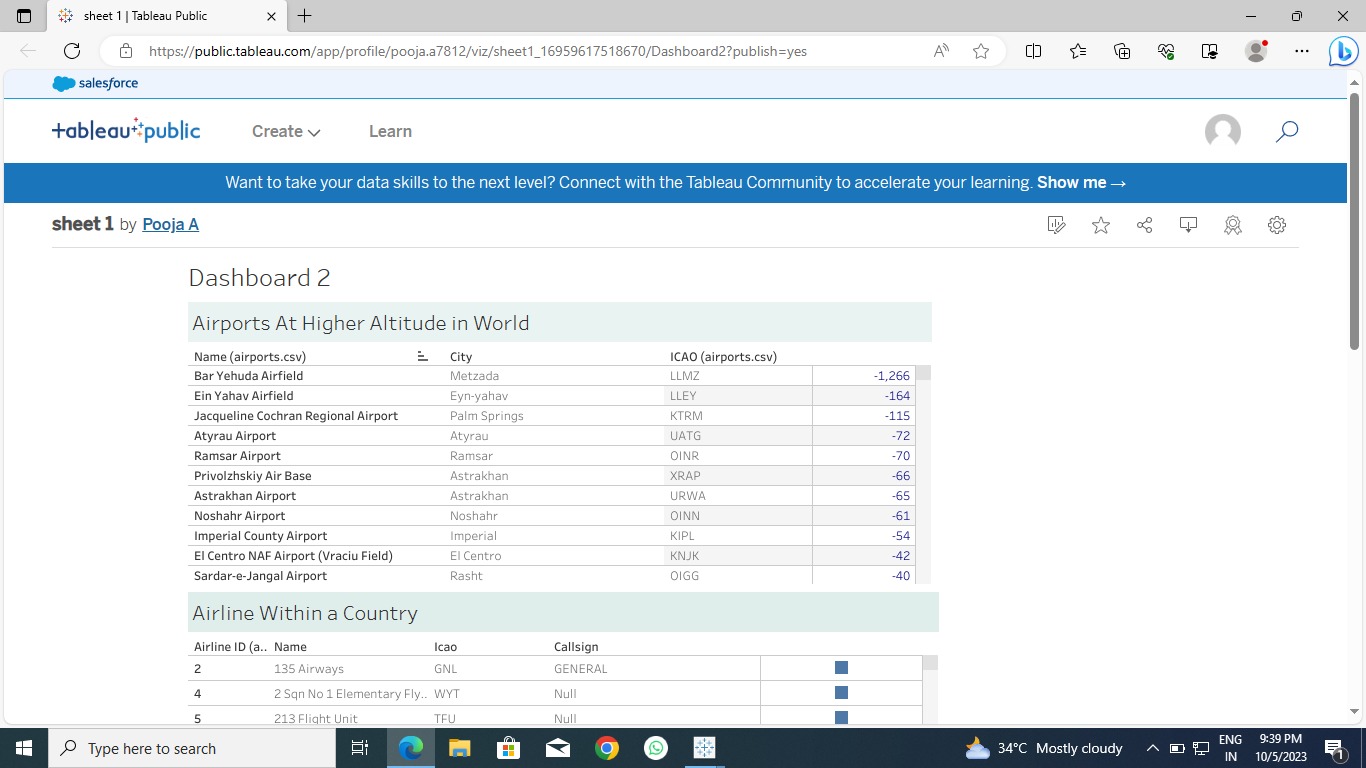 sheet 1 | Tableau Public
https://public.tableau.com/app/profile/pooja.a7812/viz/sheet1_16959617518670/Dashboard2?publish=yes
salesforce
tableau public Create Learn
Want to take your data skills to the next level? Connect with the Tableau Community to accelerate your learning. Show me →
sheet 1 by Pooja A
Dashboard 2
Airports At Higher Altitude in World
Name (airports.csv) City ICAO (airports.csv)
Bar Yehuda Airfield Metzada LLMZ -1,266
Ein Yahav Airfield Eyn-yahav LLEY -164
Jacqueline Cochran Regional Airport Palm Springs KTRM -115
Atyrau Airport Atyrau UATG -72
Ramsar Airport Ramsar OINR -70
Privolzhskiy Air Base Astrakhan XRAP -66
Astrakhan Airport Astrakhan URWA -65
Noshahr Airport Noshahr OINN -61
Imperial County Airport Imperial KIPL -54
El Centro NAF Airport (Vraciu Field) El Centro KNJK -42
Sardar-e-Jangal Airport Rasht OIGG -40
Airline Within a Country
Airline ID (a.. Name Icao Callsign
2 135 Airways GNL GENERAL
4 2 Sqn No 1 Elementary Fly.. WYT Null
5 213 Flight Unit TFU Null
Type here to search 34°C Mostly cloudy ENG IN 9:39 PM 10/5/2023 1